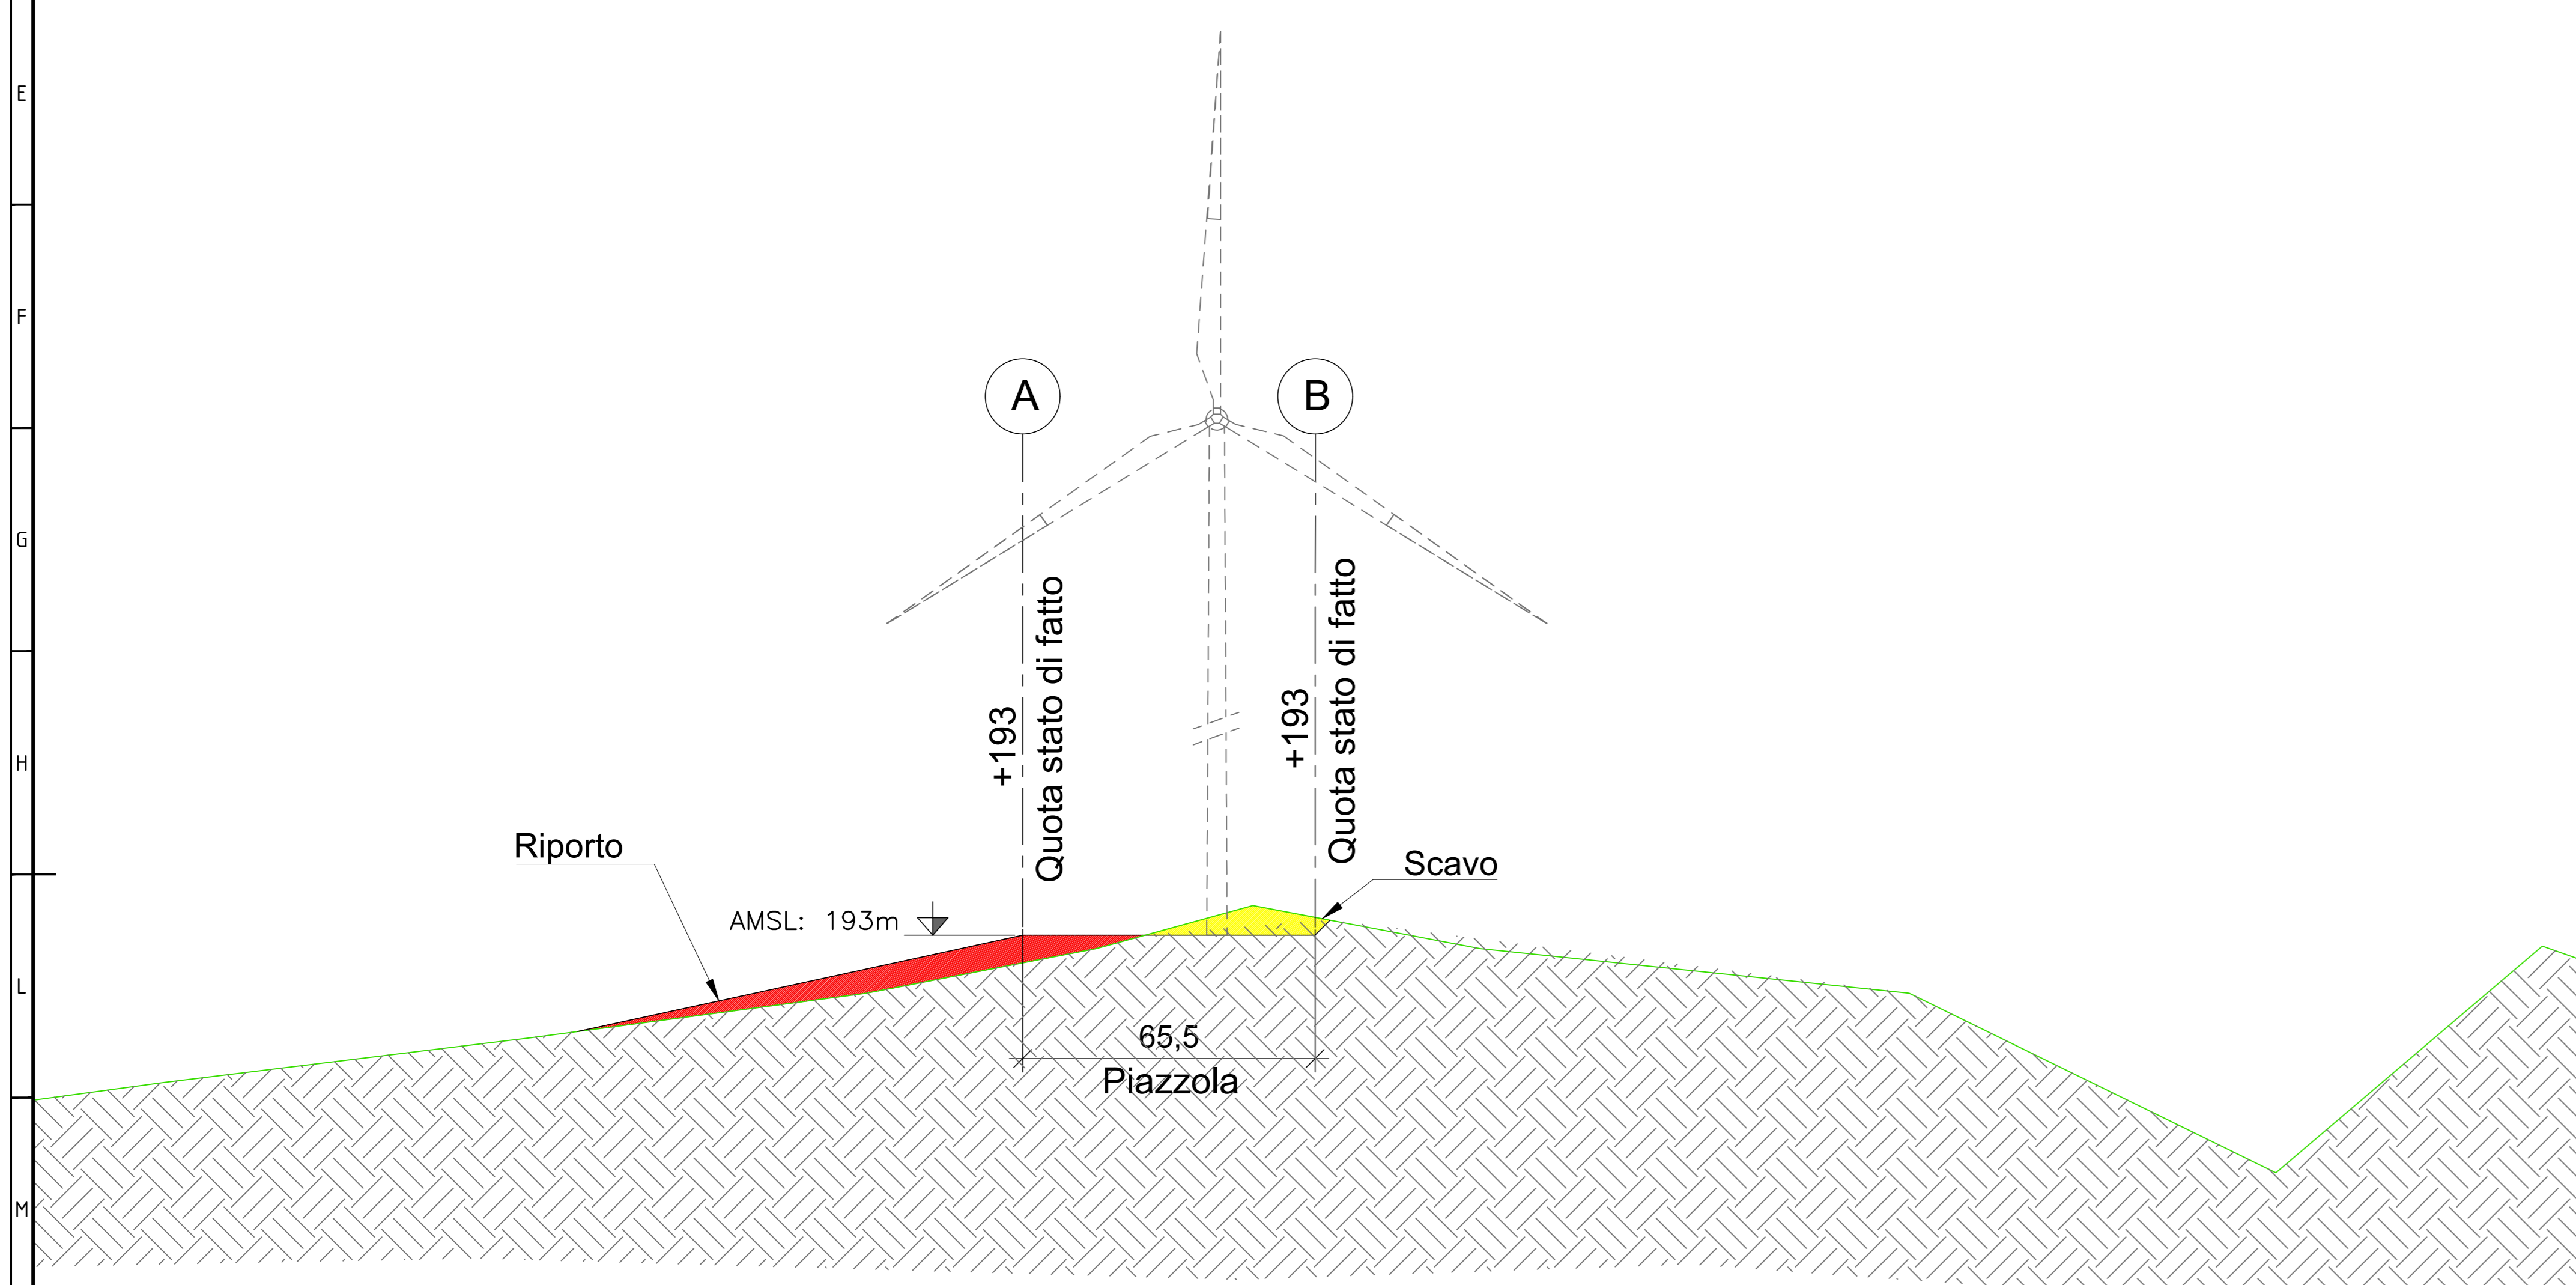 E
F
G
H
L
M
A
B
+193
Quota stato di fatto
+193
Quota stato di fatto
Riporto
Scavo
AMSL: 193m
65,5
Piazzola